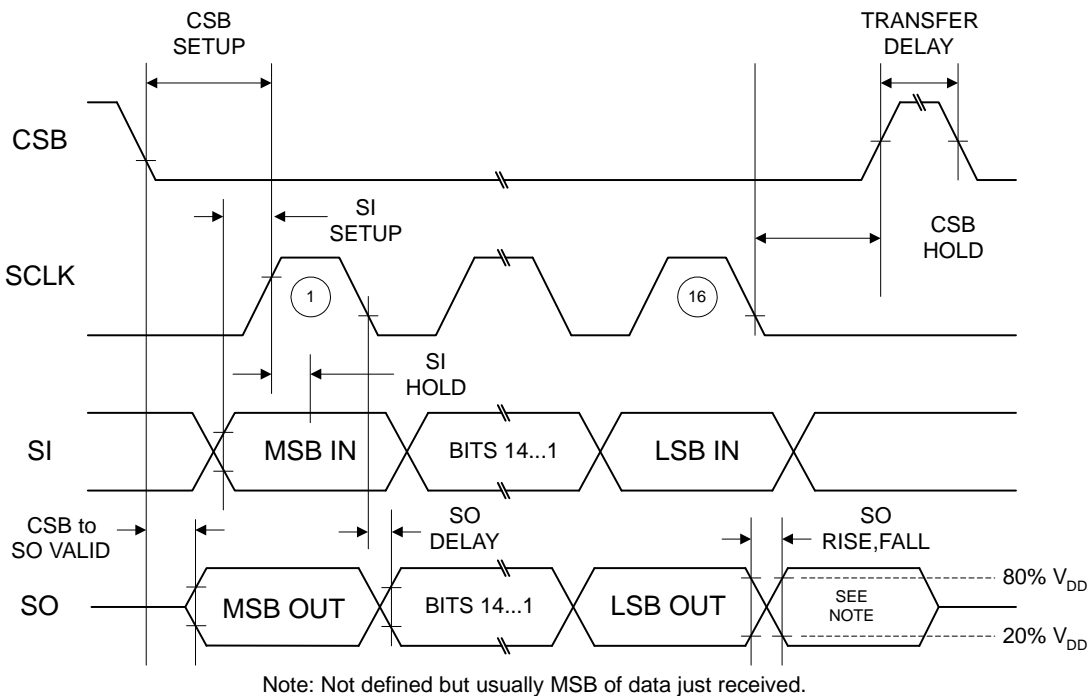 CSB
SETUP
TRANSFER
DELAY
CSB
SI
SETUP
CSB
HOLD
SCLK
1
16
SI
HOLD
SI
MSB IN
BITS 14...1
LSB IN
CSB to
SO VALID
SO
DELAY
SO
RISE,FALL
SO
MSB OUT
BITS 14...1
LSB OUT
SEE
NOTE
80% VDD
20% VDD
Note: Not defined but usually MSB of data just received.